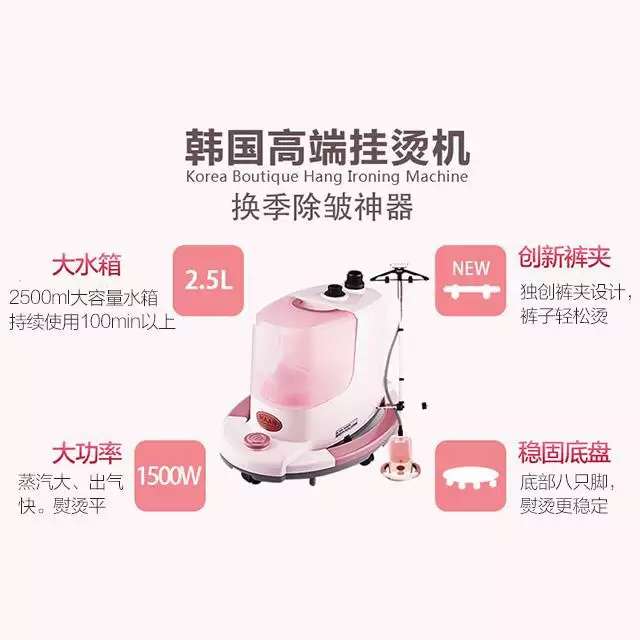 韩国高端挂烫机
Korea Boutique Hang Ironing Machine
换季除皱神器
大水箱
2500ml大容量水箱
持续使用100min以上
2.5L
NEW
创新裤夹
独创裤夹设计，
裤子轻松烫
大功率
蒸汽大、出气
快。熨烫平
1500W
稳固底盘
底部八只脚，
熨烫更稳定